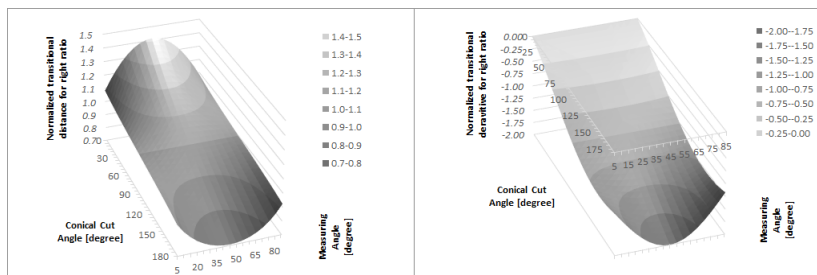 Normalized transitional
distance for right ratio
1.5
1.4
1.3
1.2
1.1
1.0
0.9
0.8
0.70
30
60
90
120
150
180
Conical Cut
Angle [degree]
5 20 35 50 65 80
Measuring
Angle
[degree]
1.4-1.5
1.3-1.4
1.2-1.3
1.1-1.2
1.0-1.1
0.9-1.0
0.8-0.9
0.7-0.8
Normalized transitional
deravitive for right ratio
0.000
-0.25
-0.50
-0.75
-1.00
-1.25
-1.50
-1.75
-2.00
25
50
75
100
125
150
175
Conical Cut
Angle [degree]
5 15 25 35 45 55 65 75 85
Measuring
Angle
[degree]
-2.00--1.75
-1.75--1.50
-1.50--1.25
-1.25--1.00
-1.00--0.75
-0.75--0.50
-0.50--0.25
-0.25-0.00